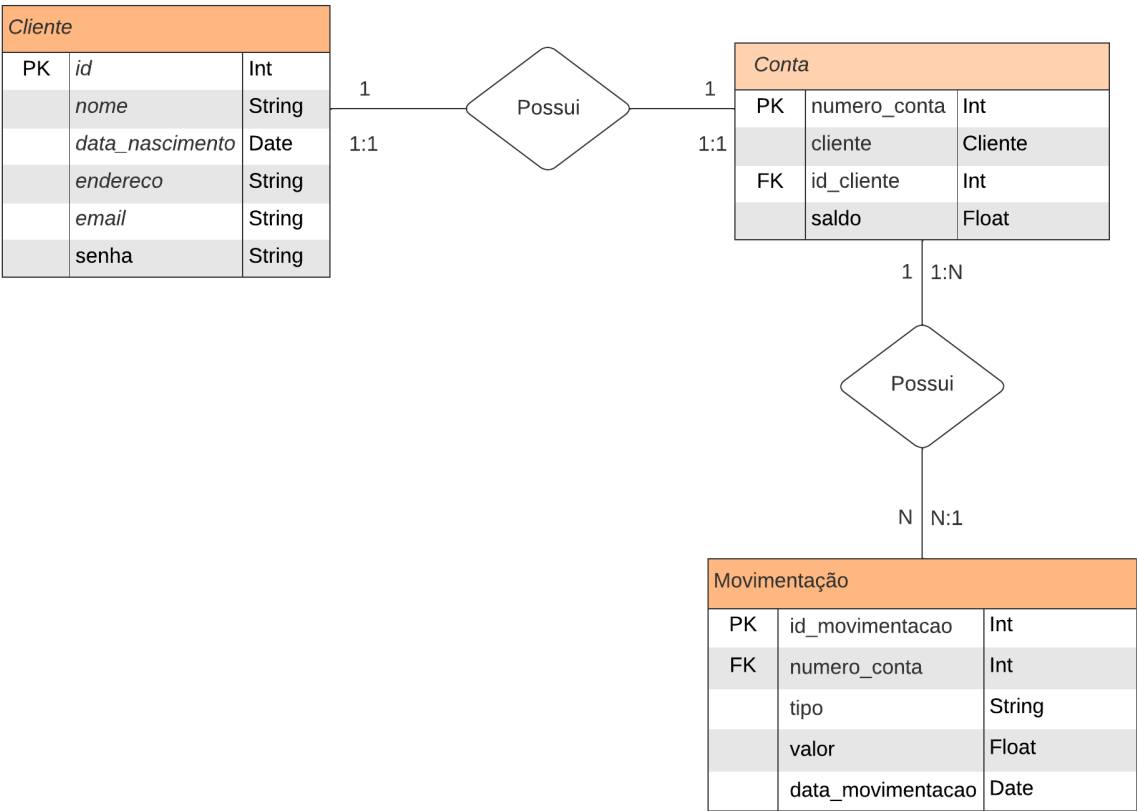 Cliente
PK id Int
nome String
data_nascimento Date
endereco String
email String
senha String
1
1:1
Possui
1
1:1
Conta
PK numero_conta Int
cliente Cliente
FK id_cliente Int
saldo Float
1 1:N
Possui
N N:1
Movimentação
PK id_movimentacao Int
FK numero_conta Int
tipo String
valor Float
data_movimentacao Date